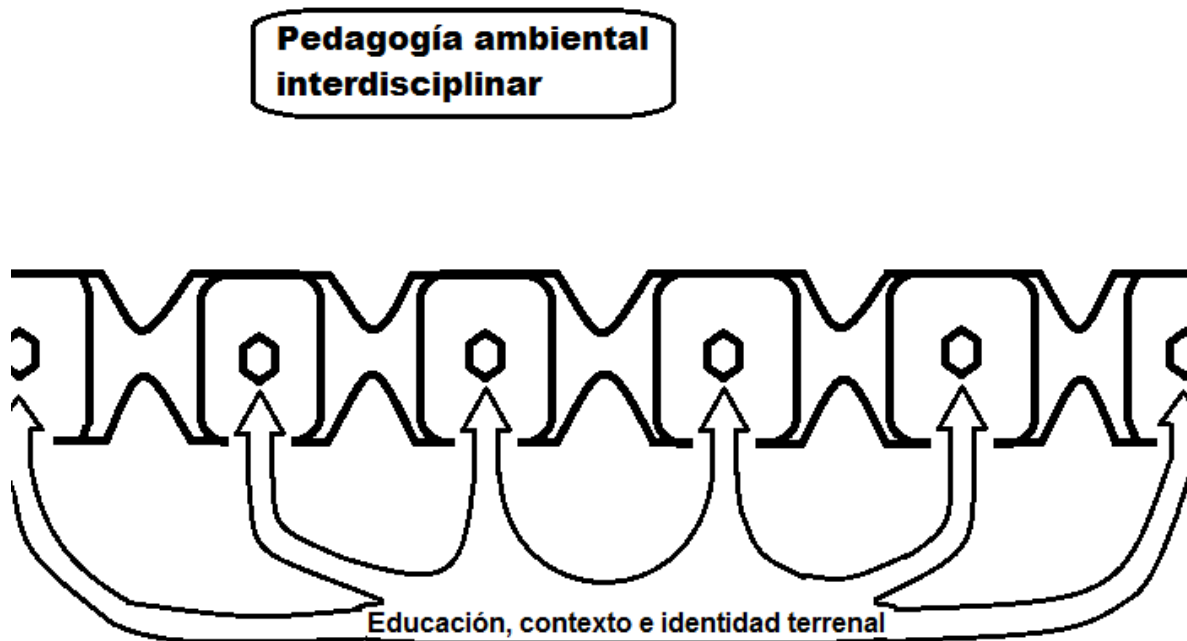 Pedagogía ambiental
interdisciplinar
Educación, contexto e identidad terrenal